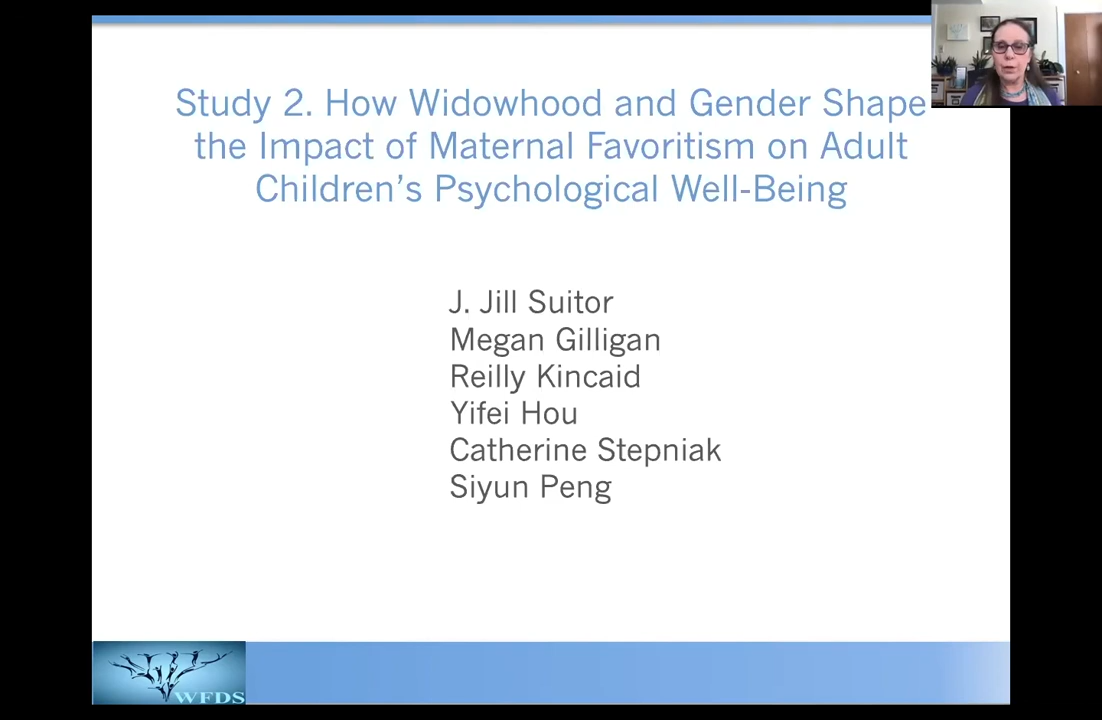 Study 2. How Widowhood and Gender Shape
the Impact of Maternal Favoritism on Adult
Children’s Psychological Well-Being
J. Jill Suitor
Megan Gilligan
Reilly Kincaid
Yifei Hou
Catherine Stepniak
Siyun Peng
WFDS